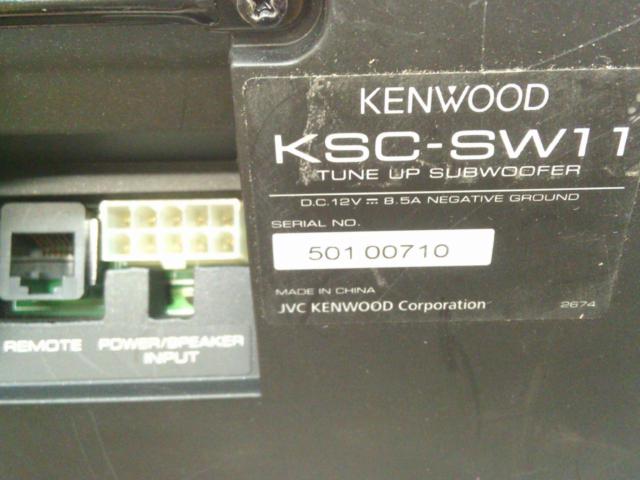 KENWOOD
KSC-SW11
TUNE UP SUBWOOFER
D.C.12V ⎓ 8.5A NEGATIVE GROUND
SERIAL NO.
501 00710
MADE IN CHINA
JVC KENWOOD Corporation
2674
REMOTE
POWER/SPEAKER
INPUT